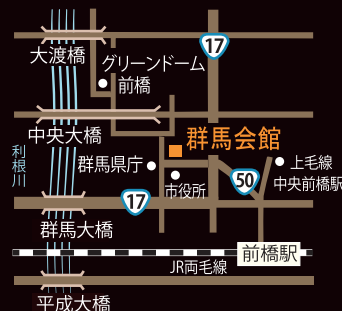 17
大渡橋
グリーンドーム
前橋
中央大橋
群馬会館
利根川
群馬県庁
市役所
上毛線
中央前橋駅
50
17
群馬大橋
前橋駅
JR両毛線
平成大橋